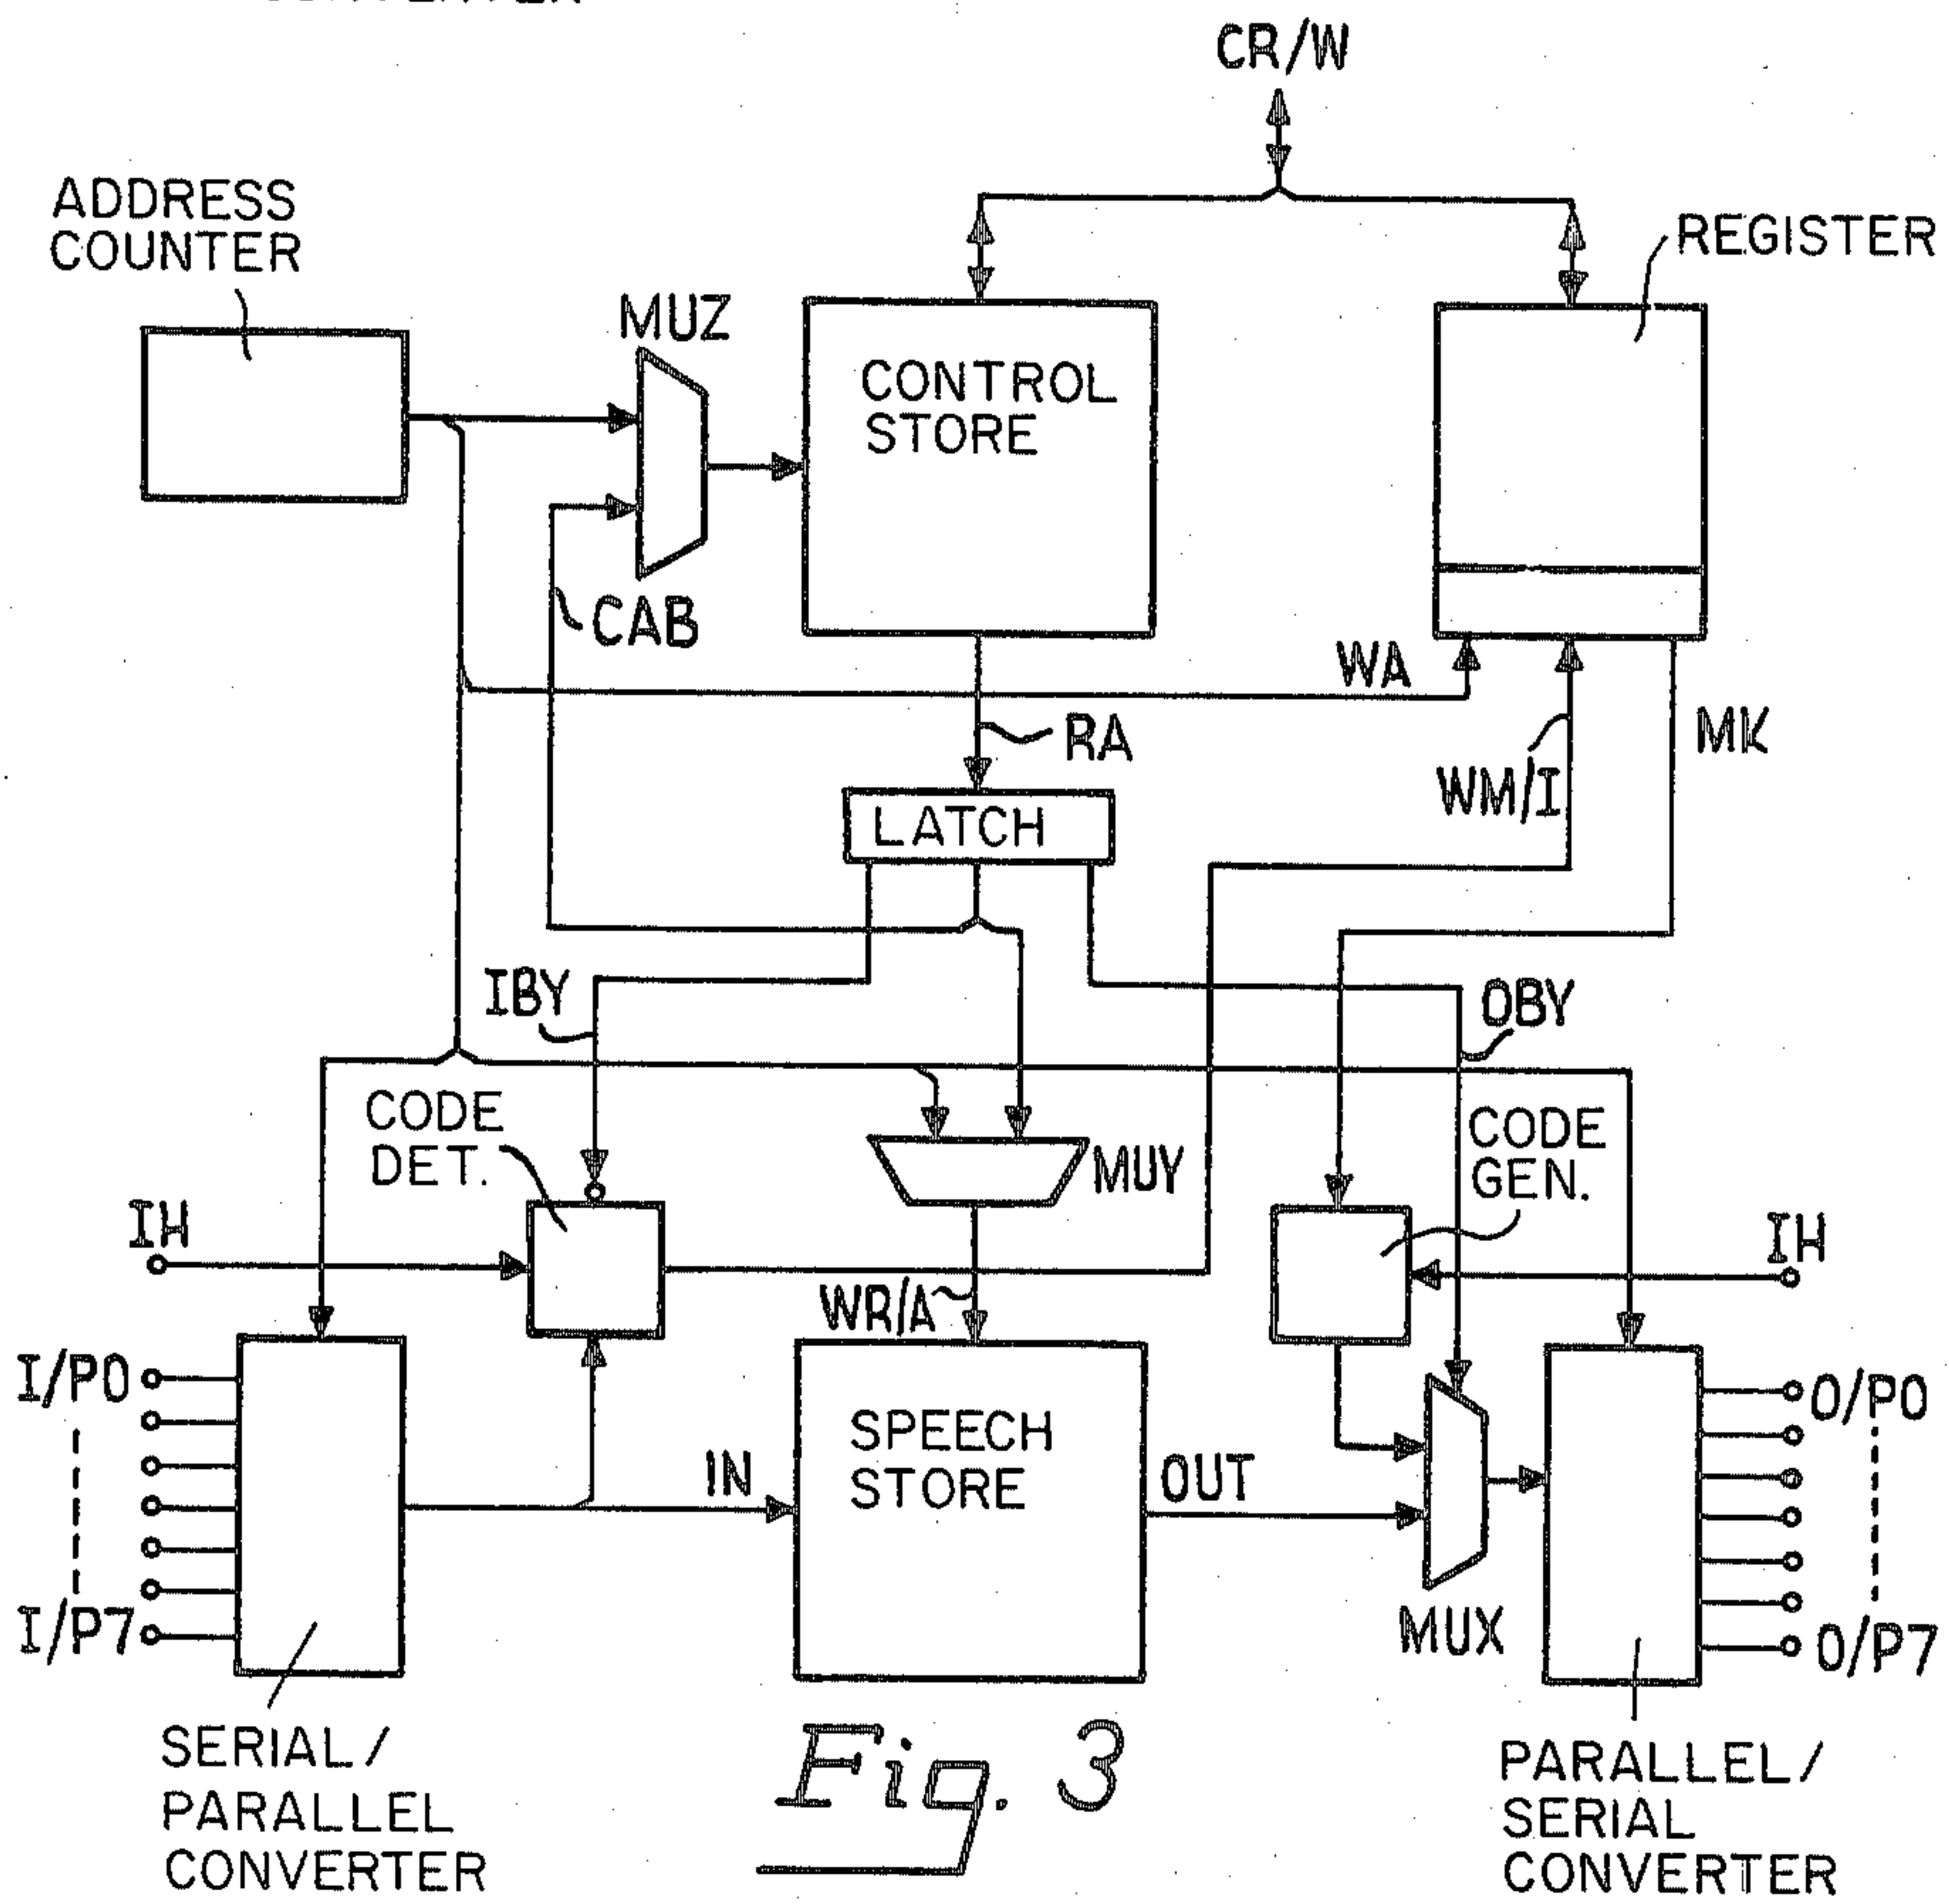 CR/W
ADDRESS
COUNTER
REGISTER
MUZ
CONTROL
STORE
CAB
WA
RA
MK
WM/I
LATCH
IBY
OBY
CODE
DET.
CODE
GEN.
MUY
IH
IH
WR/A
I/P0
O/P0
SPEECH
STORE
IN
OUT
I/P7
MUX
O/P7
SERIAL/
PARALLEL
CONVERTER
Fig. 3
PARALLEL/
SERIAL
CONVERTER